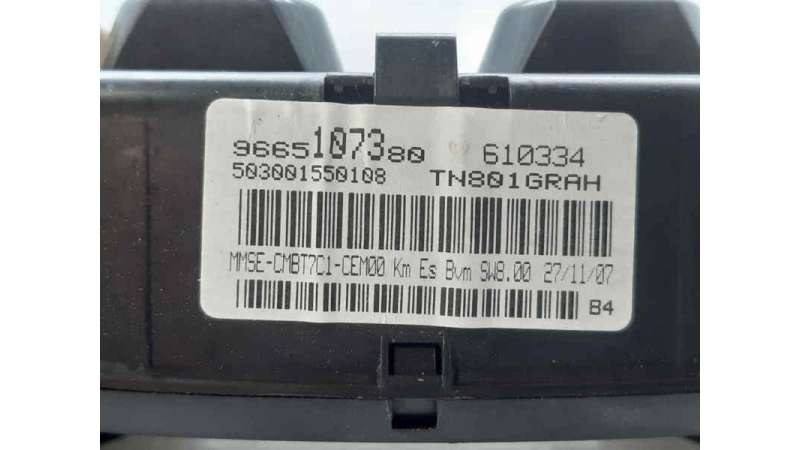 9665107380 610334
503001550108 TN801GRAH
MMSE-CMBT7C1-CEM00 Km Es Bvm SW8.00 27/11/07
B4